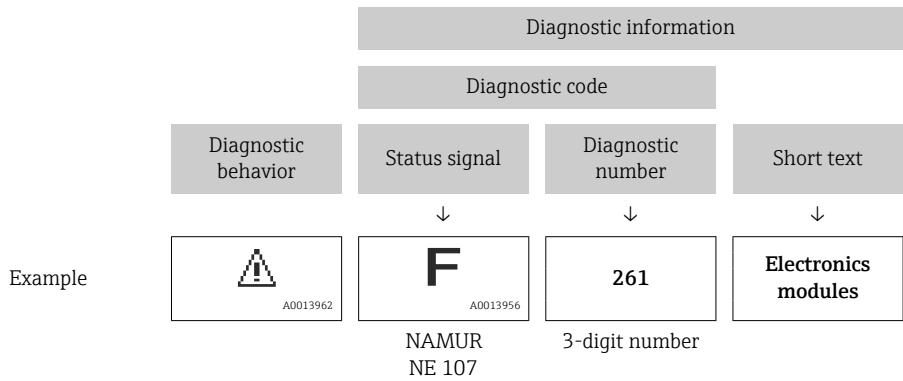 Diagnostic information
Diagnostic code
Diagnostic
behavior
Status signal
Diagnostic
number
Short text
↓
↓
↓
Example
A0013962
F
A0013956
261
Electronics
modules
NAMUR
NE 107
3-digit number